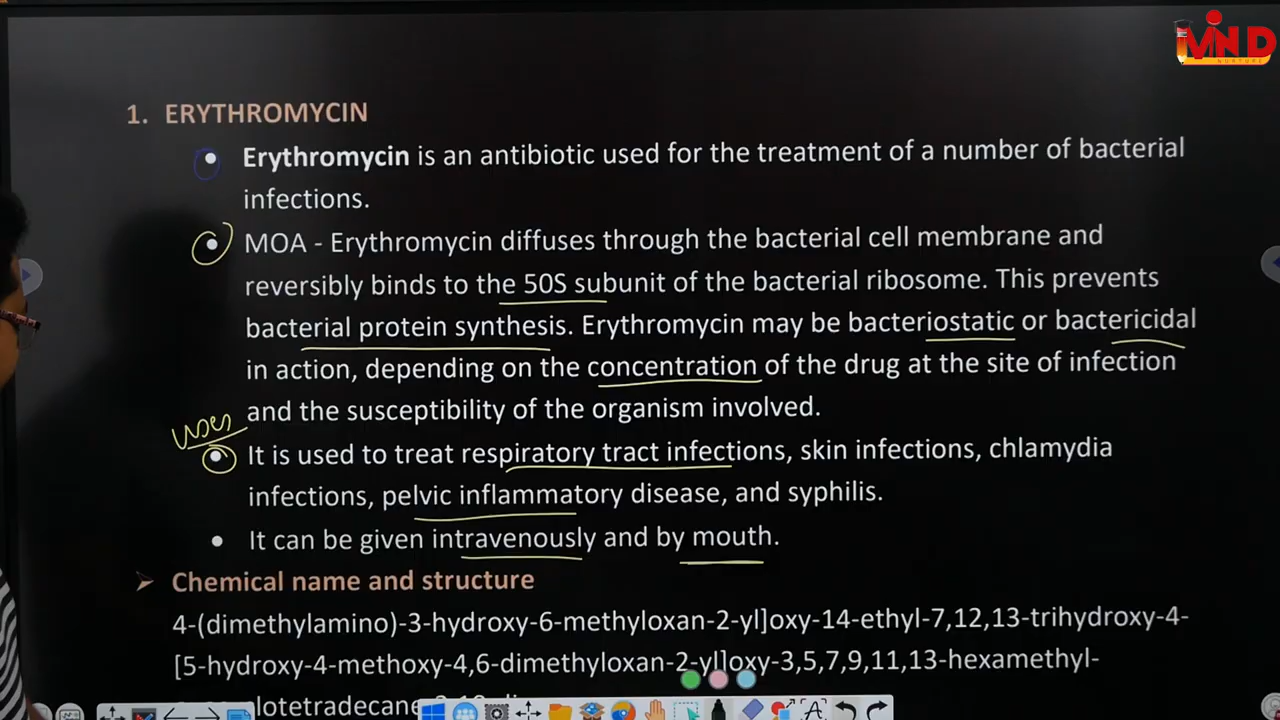 MIND
NURTURE
1. ERYTHROMYCIN
• Erythromycin is an antibiotic used for the treatment of a number of bacterial
infections.
• MOA - Erythromycin diffuses through the bacterial cell membrane and
reversibly binds to the 50S subunit of the bacterial ribosome. This prevents
bacterial protein synthesis. Erythromycin may be bacteriostatic or bactericidal
in action, depending on the concentration of the drug at the site of infection
and the susceptibility of the organism involved.
uses
• It is used to treat respiratory tract infections, skin infections, chlamydia
infections, pelvic inflammatory disease, and syphilis.
• It can be given intravenously and by mouth.
➢ Chemical name and structure
4-(dimethylamino)-3-hydroxy-6-methyloxan-2-yl]oxy-14-ethyl-7,12,13-trihydroxy-4-
[5-hydroxy-4-methoxy-4,6-dimethyloxan-2-yl]oxy-3,5,7,9,11,13-hexamethyl-
lotetradecane